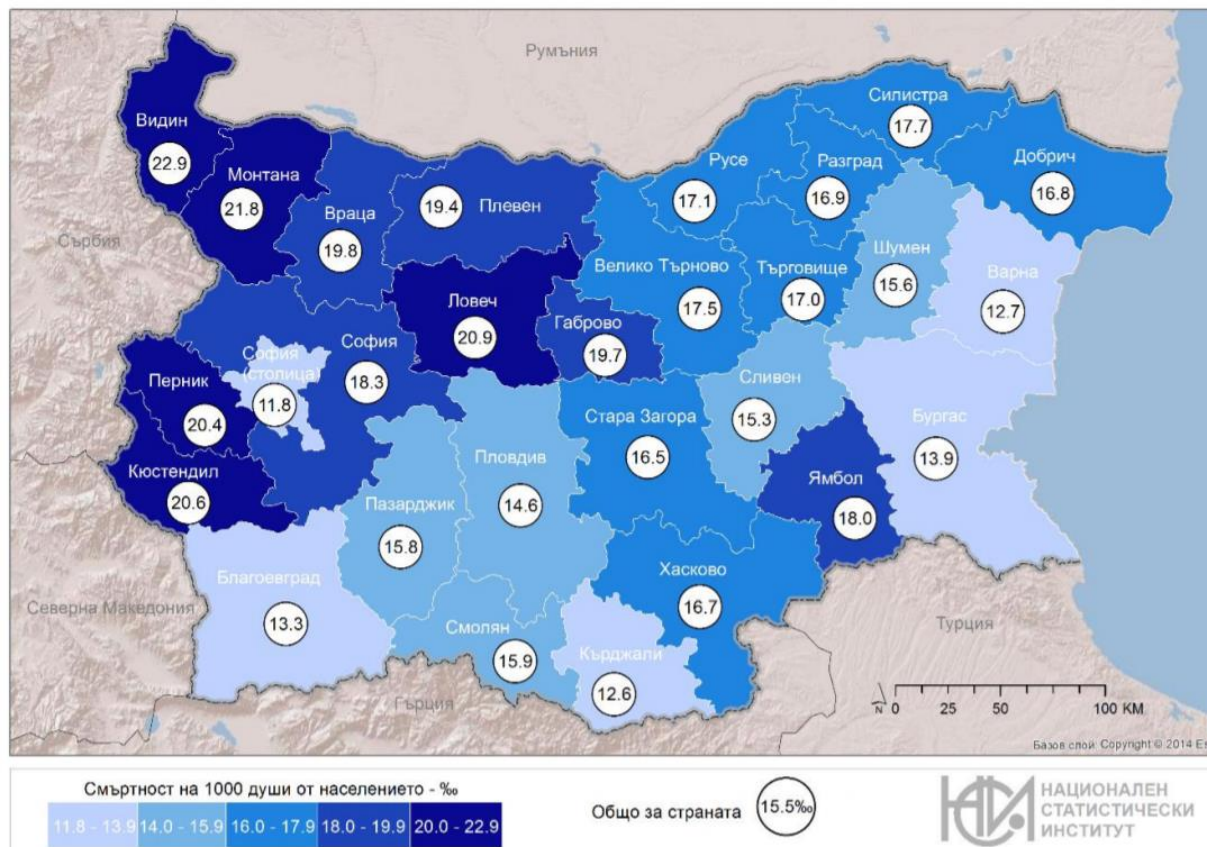 Румъния
Видин
22.9
Монтана
21.8
Враца
19.8
19.4
Плевен
Силистра
17.7
Русе
17.1
Разград
16.9
Добрич
16.8
Сърбия
Ловеч
20.9
Габрово
19.7
Велико Търново
17.5
Търговище
17.0
Шумен
15.6
Варна
12.7
София
(столица)
11.8
София
18.3
Перник
20.4
Кюстендил
20.6
Пазарджик
15.8
Пловдив
14.6
Стара Загора
16.5
Сливен
15.3
Ямбол
18.0
Бургас
13.9
Северна Македония
Благоевград
13.3
Смолян
15.9
Кърджали
12.6
Хасково
16.7
Гърция
Турция
N 0 25 50 100 КМ
Базов слой: Copyright © 2014 Es
Смъртност на 1000 души от населението - ‰
11.8 - 13.9 14.0 - 15.9 16.0 - 17.9 18.0 - 19.9 20.0 - 22.9
Общо за страната 15.5‰
НСИ
НАЦИОНАЛЕН
СТАТИСТИЧЕСКИ
ИНСТИТУТ